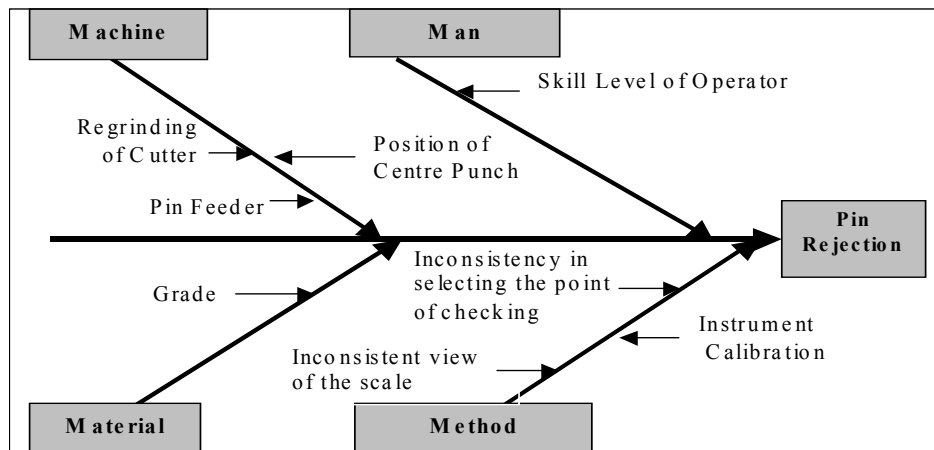 Machine
Man
Skill Level of Operator
Regrinding
of Cutter
Position of
Centre Punch
Pin Feeder
Pin
Rejection
Inconsistency in
selecting the point
of checking
Grade
Instrument
Calibration
Inconsistent view
of the scale
Material
Method